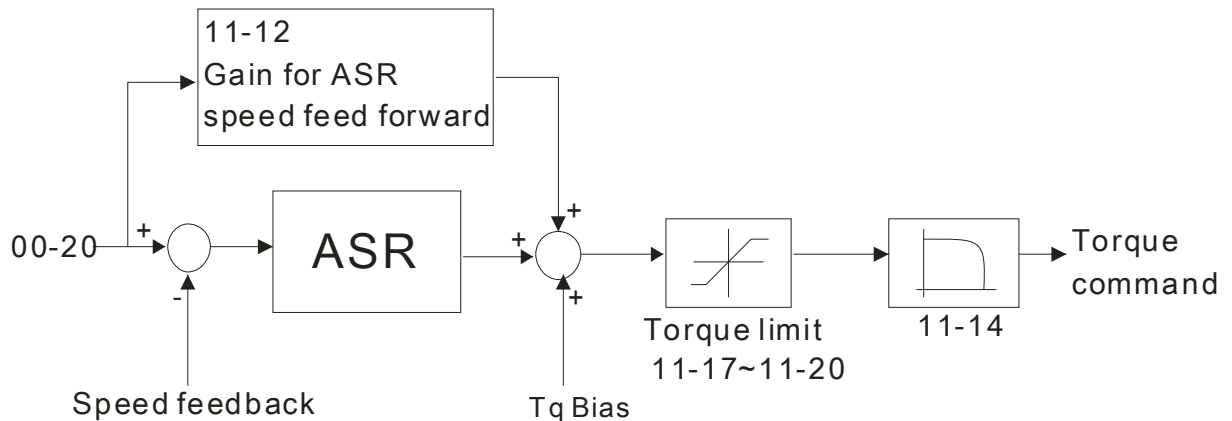 11-12
Gain for ASR
speed feed forward
+
+
+
00-20
ASR
-
+
Torque
command
Torque limit
11-17~11-20
11-14
Speed feedback
Tq Bias